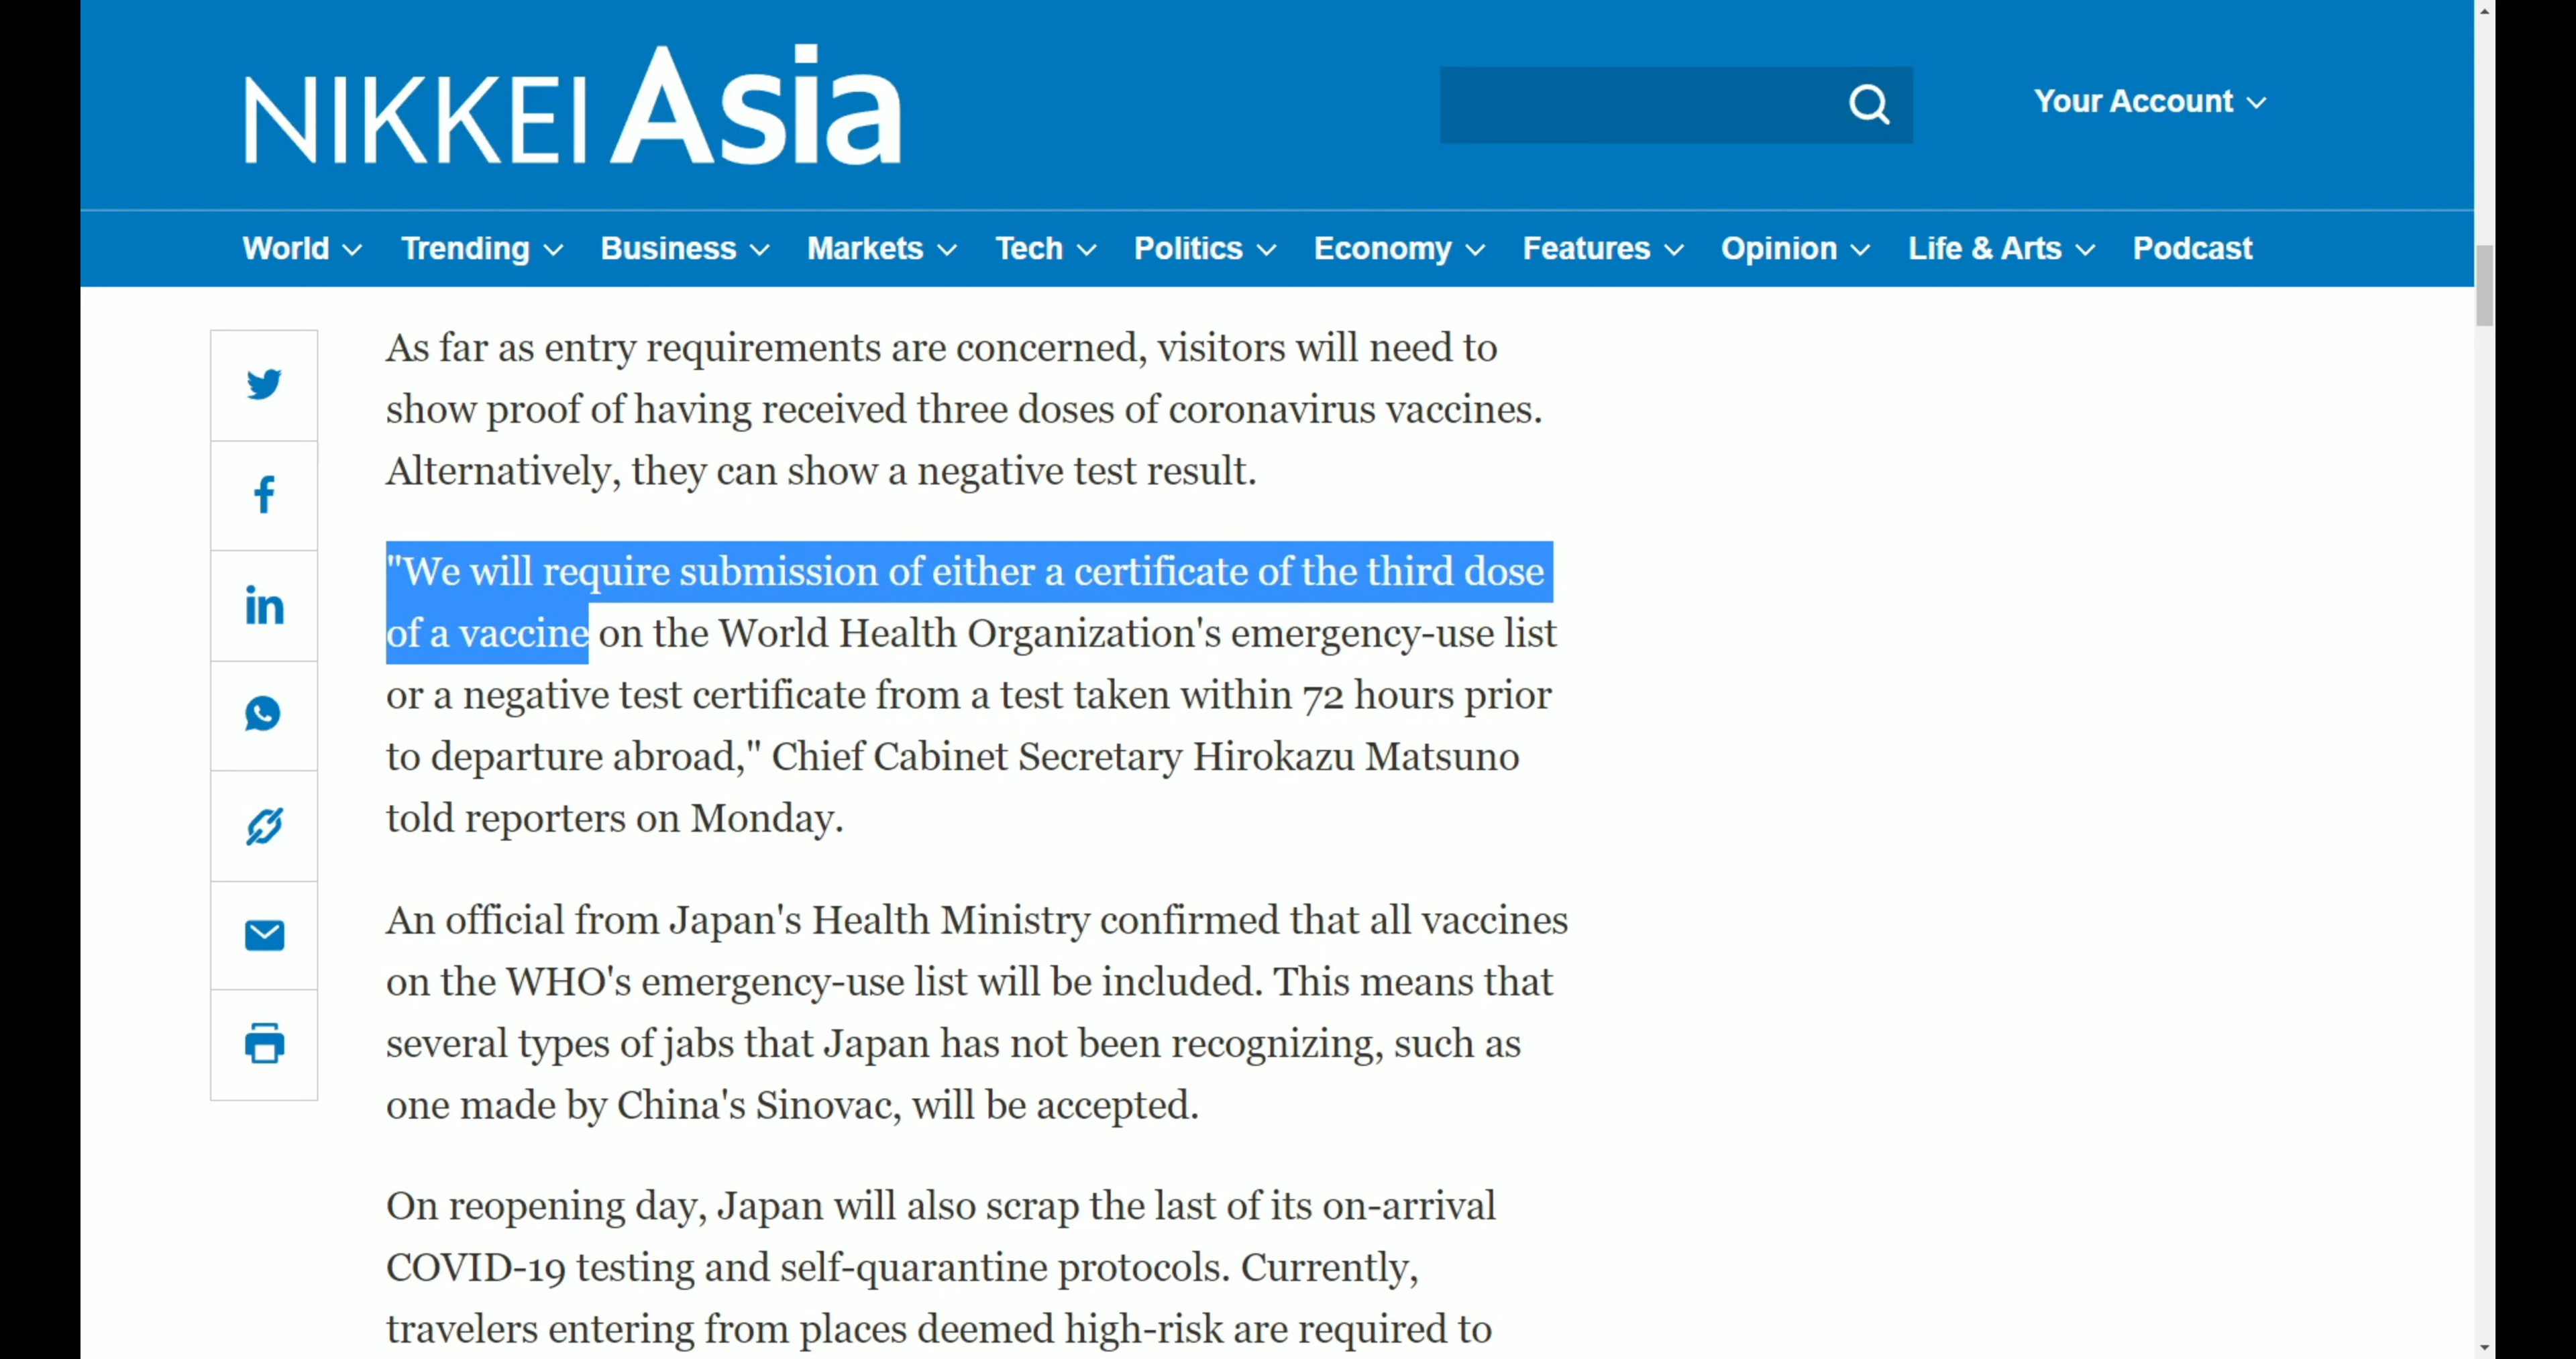 NIKKEI Asia
Your Account
World Trending Business Markets Tech Politics Economy Features Opinion Life & Arts Podcast
As far as entry requirements are concerned, visitors will need to
show proof of having received three doses of coronavirus vaccines.
Alternatively, they can show a negative test result.
"We will require submission of either a certificate of the third dose
of a vaccine on the World Health Organization's emergency-use list
or a negative test certificate from a test taken within 72 hours prior
to departure abroad," Chief Cabinet Secretary Hirokazu Matsuno
told reporters on Monday.
An official from Japan's Health Ministry confirmed that all vaccines
on the WHO's emergency-use list will be included. This means that
several types of jabs that Japan has not been recognizing, such as
one made by China's Sinovac, will be accepted.
On reopening day, Japan will also scrap the last of its on-arrival
COVID-19 testing and self-quarantine protocols. Currently,
travelers entering from places deemed high-risk are required to